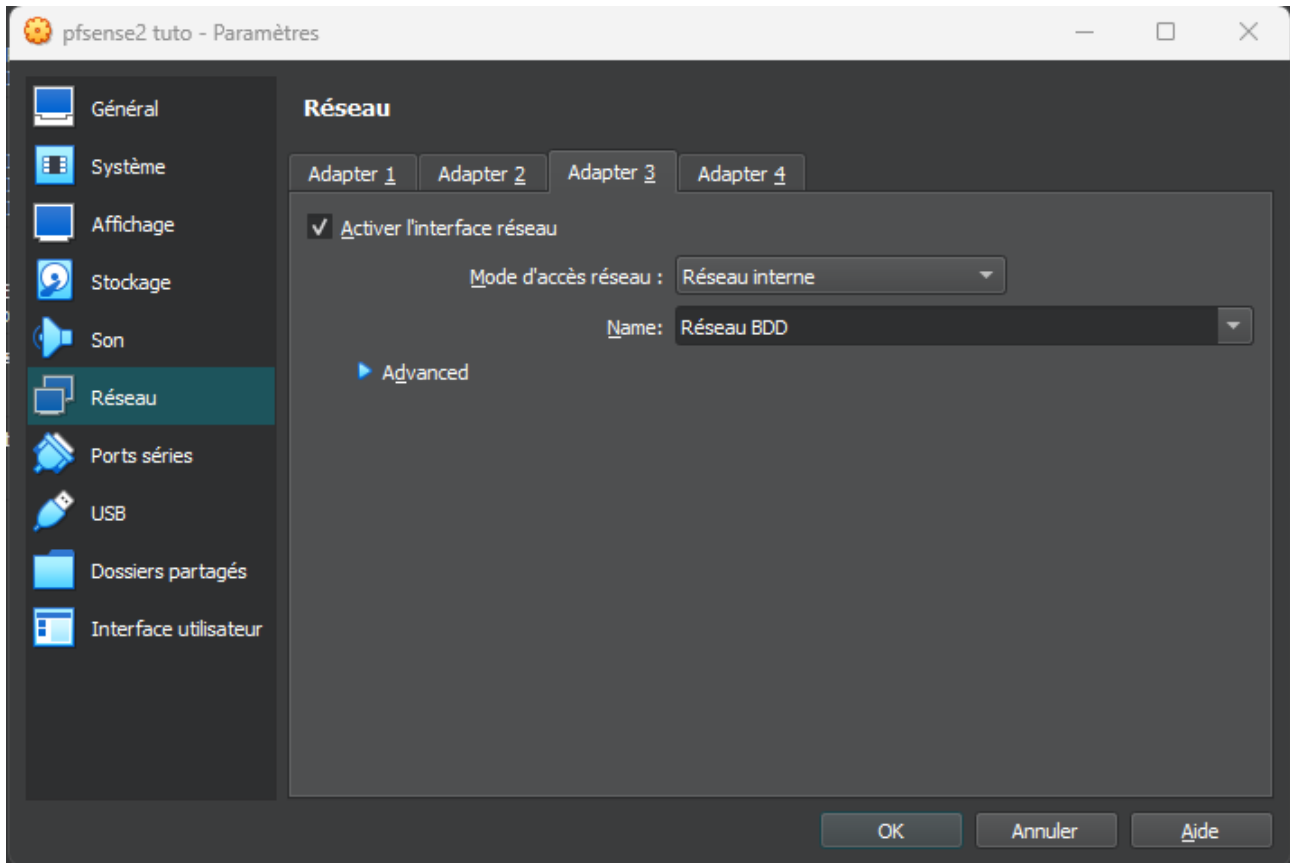 pfsense2 tuto - Paramètres
Général
Système
Affichage
Stockage
Son
Réseau
Ports séries
USB
Dossiers partagés
Interface utilisateur
Réseau
Adapter 1 Adapter 2 Adapter 3 Adapter 4
Activer l'interface réseau
Mode d'accès réseau : Réseau interne
Name: Réseau BDD
Advanced
OK Annuler Aide